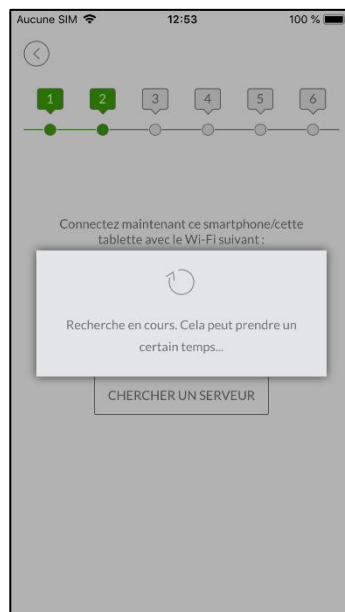 Aucune SIM 12:53 100 %
1 2 3 4 5 6
Connectez maintenant ce smartphone/cette
tablette avec le Wi-Fi suivant :
Recherche en cours. Cela peut prendre un
certain temps...
CHERCHER UN SERVEUR